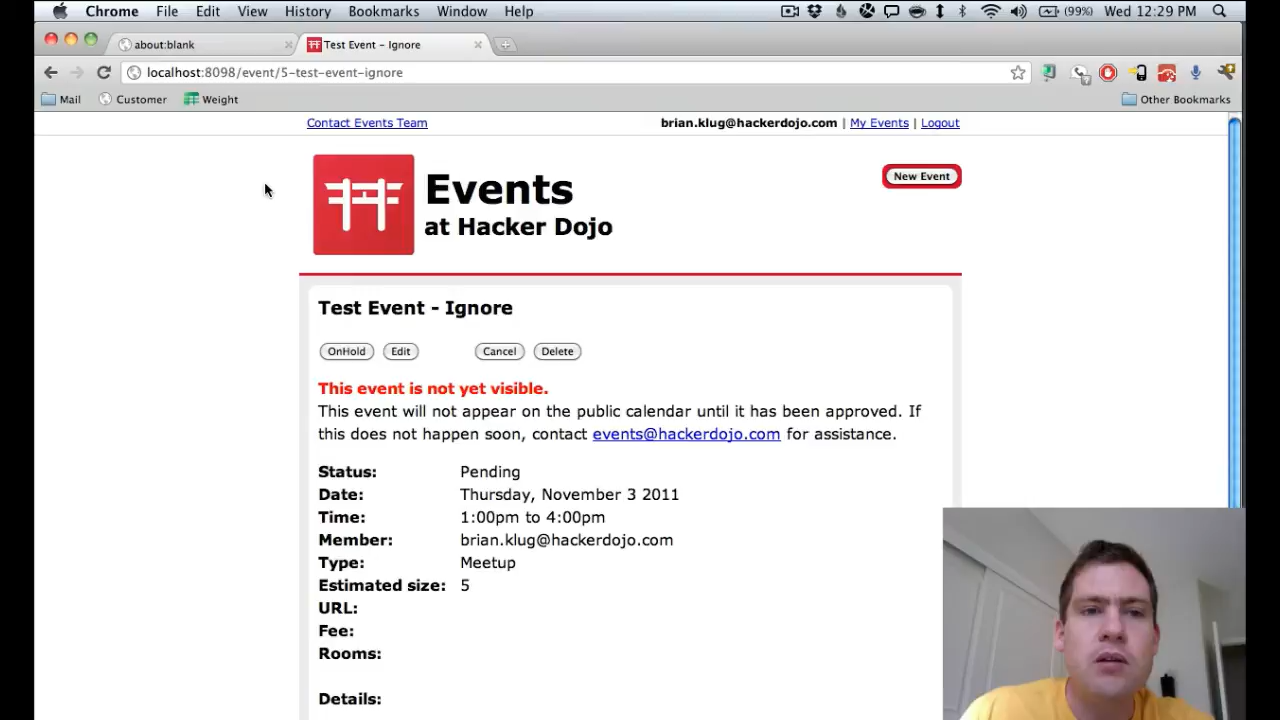 Chrome File Edit View History Bookmarks Window Help (99%) Wed 12:29 PM
about:blank Test Event – Ignore
localhost:8098/event/5-test-event-ignore
Mail Customer Weight Other Bookmarks
Contact Events Team brian.klug@hackerdojo.com | My Events | Logout
Events
at Hacker Dojo
New Event
Test Event - Ignore
OnHold Edit Cancel Delete
This event is not yet visible.
This event will not appear on the public calendar until it has been approved. If
this does not happen soon, contact events@hackerdojo.com for assistance.
Status: Pending
Date: Thursday, November 3 2011
Time: 1:00pm to 4:00pm
Member: brian.klug@hackerdojo.com
Type: Meetup
Estimated size: 5
URL:
Fee:
Rooms:
Details: